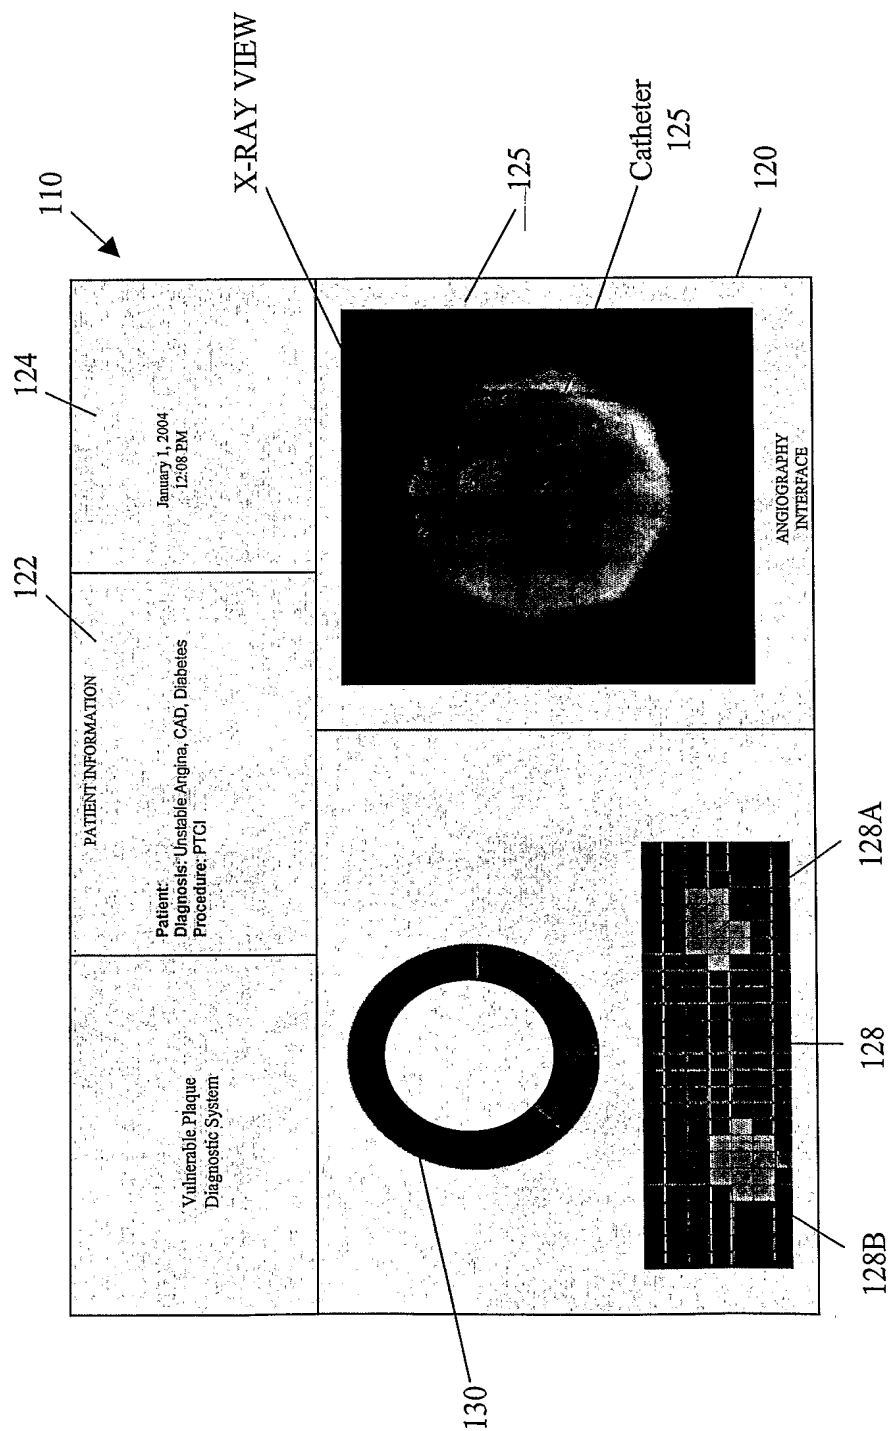 110
124
122
X-RAY VIEW
Vulnerable Plaque
Diagnostic System
PATIENT INFORMATION
Patient:
Diagnosis: Unstable Angina, CAD, Diabetes
Procedure: PTCI
January 1, 2004
12:08 PM
125
Catheter
125
120
ANGIOGRAPHY
INTERFACE
130
128B
128
128A